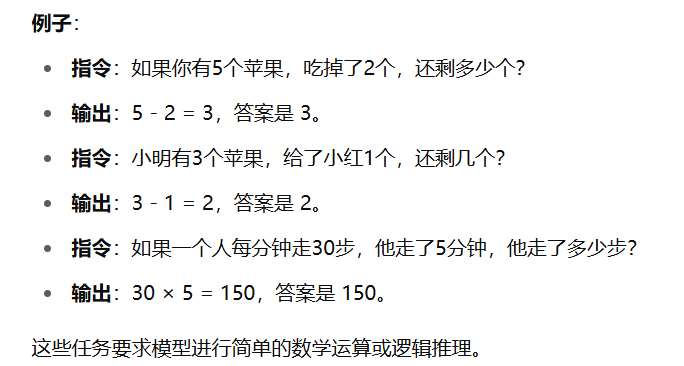 例子：
指令：如果你有5个苹果，吃掉了2个，还剩多少个？
输出：5 - 2 = 3，答案是 3。
指令：小明有3个苹果，给了小红1个，还剩几个？
输出：3 - 1 = 2，答案是 2。
指令：如果一个人每分钟走30步，他走了5分钟，他走了多少步？
输出：30 × 5 = 150，答案是 150。
这些任务要求模型进行简单的数学运算或逻辑推理。